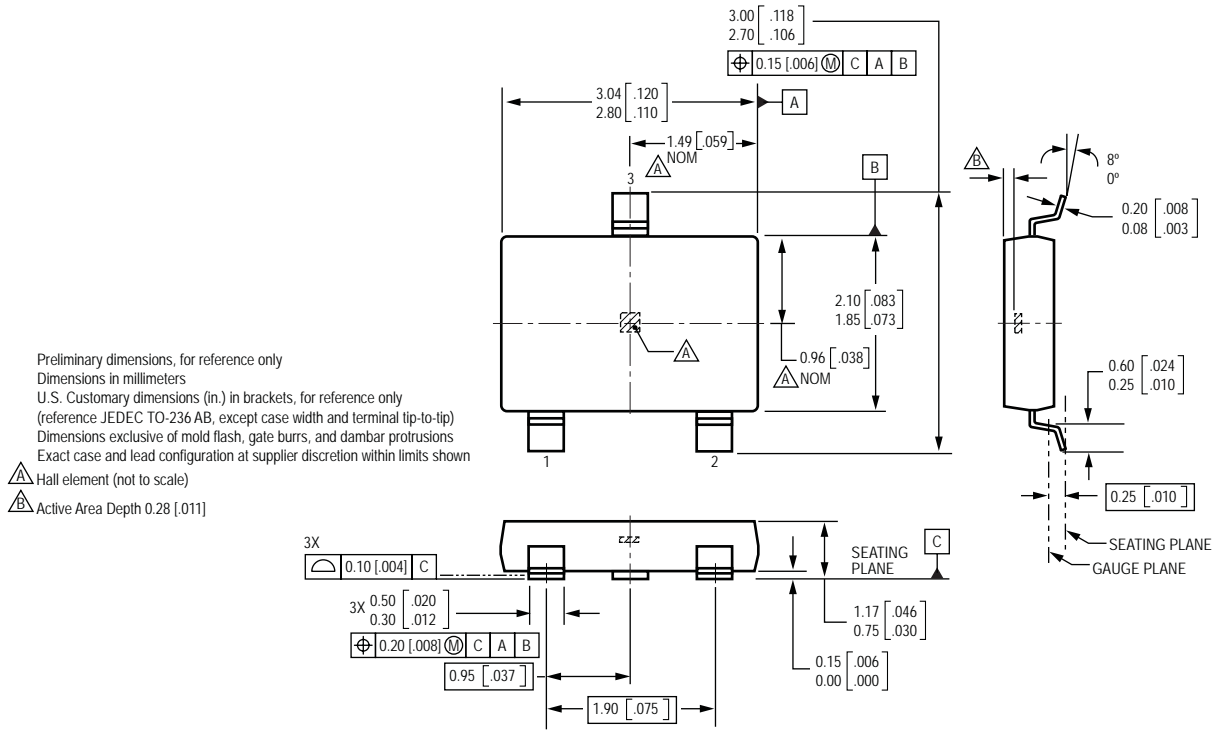 3.00 [ .118
2.70 [ .106
⌖ 0.15 [.006] Ⓜ C A B
3.04 [ .120 ]
2.80 [ .110 ]
A
1.49 [.059]
A NOM
3
B
B
8º
0º
0.20 [ .008 ]
0.08 [ .003 ]
2.10 [ .083 ]
1.85 [ .073 ]
A
0.96 [.038]
A NOM
0.60 [ .024 ]
0.25 [ .010 ]
1
2
0.25 [ .010 ]
SEATING PLANE
GAUGE PLANE
Preliminary dimensions, for reference only
Dimensions in millimeters
U.S. Customary dimensions (in.) in brackets, for reference only
(reference JEDEC TO-236 AB, except case width and terminal tip-to-tip)
Dimensions exclusive of mold flash, gate burrs, and dambar protrusions
Exact case and lead configuration at supplier discretion within limits shown
A Hall element (not to scale)
B Active Area Depth 0.28 [.011]
3X
⌓ 0.10 [.004] C
SEATING
PLANE
C
3X 0.50 [ .020 ]
0.30 [ .012 ]
⌖ 0.20 [.008] Ⓜ C A B
1.17 [ .046 ]
0.75 [ .030 ]
0.15 [ .006 ]
0.00 [ .000 ]
0.95 [ .037 ]
1.90 [ .075 ]